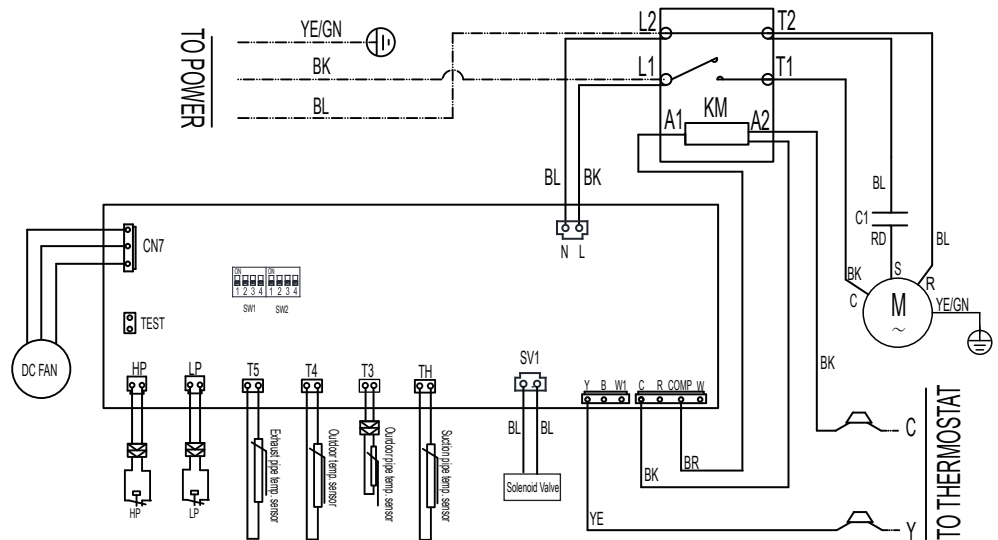 TO POWER
YE/GN
BK
BL
L2
T2
L1
T1
KM
A1
A2
BL
BK
N L
BL
C1
RD
BL
BK
S
R
C
M
~
YE/GN
CN7
ON
ON
1 2 3 4
1 2 3 4
SW1
SW2
TEST
DC FAN
HP
LP
T5
T4
T3
TH
SV1
Y B W1
C R COMP W
BK
BL
BL
BK
BR
YE
HP
LP
Exhaust pipe temp. sensor
Outdoor temp. sensor
Outdoor pipe temp. sensor
Suction pipe temp. sensor
Solenoid Valve
C
Y
TO THERMOSTAT